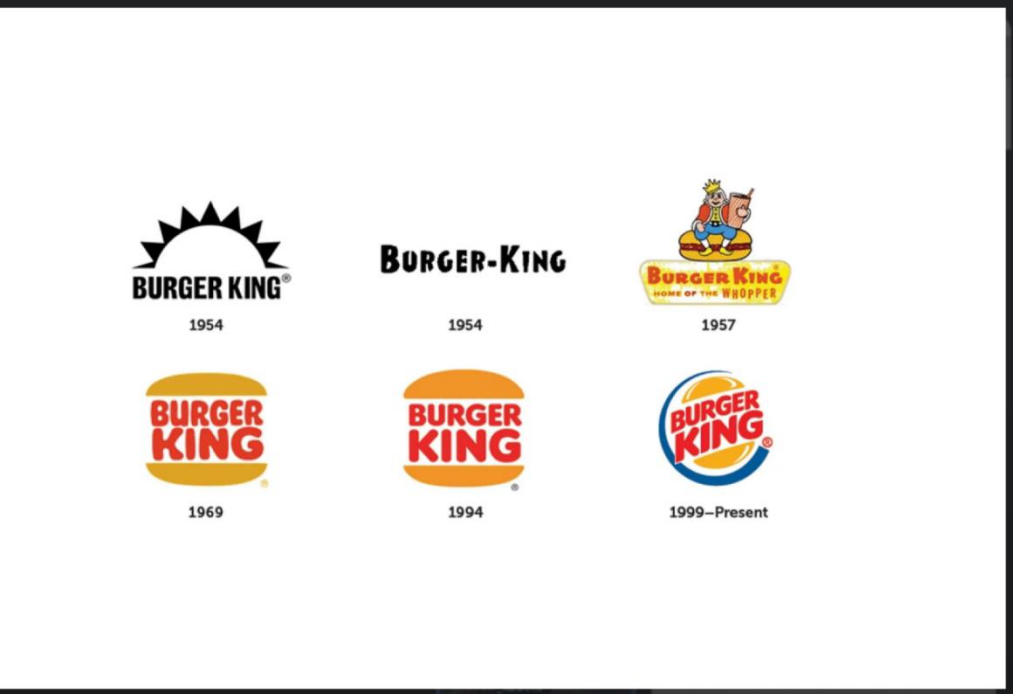 BURGER KING®
1954
BURGER-KING
1954
BURGER KING®
HOME OF THE WHOPPER
1957
BURGER
KING
®
1969
BURGER
KING
®
1994
BURGER
KING®
1999–Present